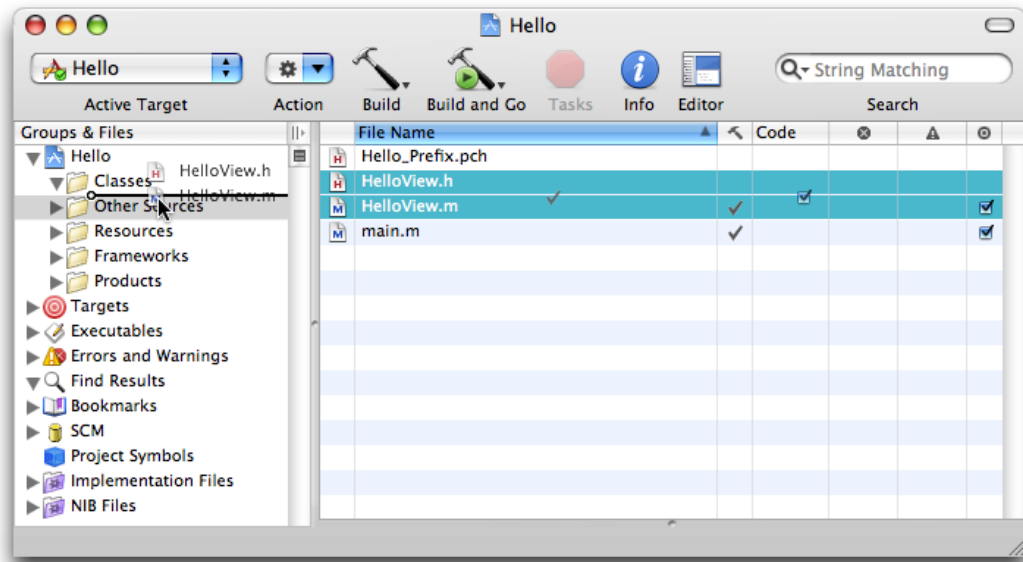 Hello
Hello
String Matching
Active Target
Action
Build
Build and Go
Tasks
Info
Editor
Search
Groups & Files
File Name
Code
Hello
Classes
Other Sources
Resources
Frameworks
Products
Targets
Executables
Errors and Warnings
Find Results
Bookmarks
SCM
Project Symbols
Implementation Files
NIB Files
HelloView.h
HelloView.m
H Hello_Prefix.pch
H HelloView.h
M HelloView.m
M main.m